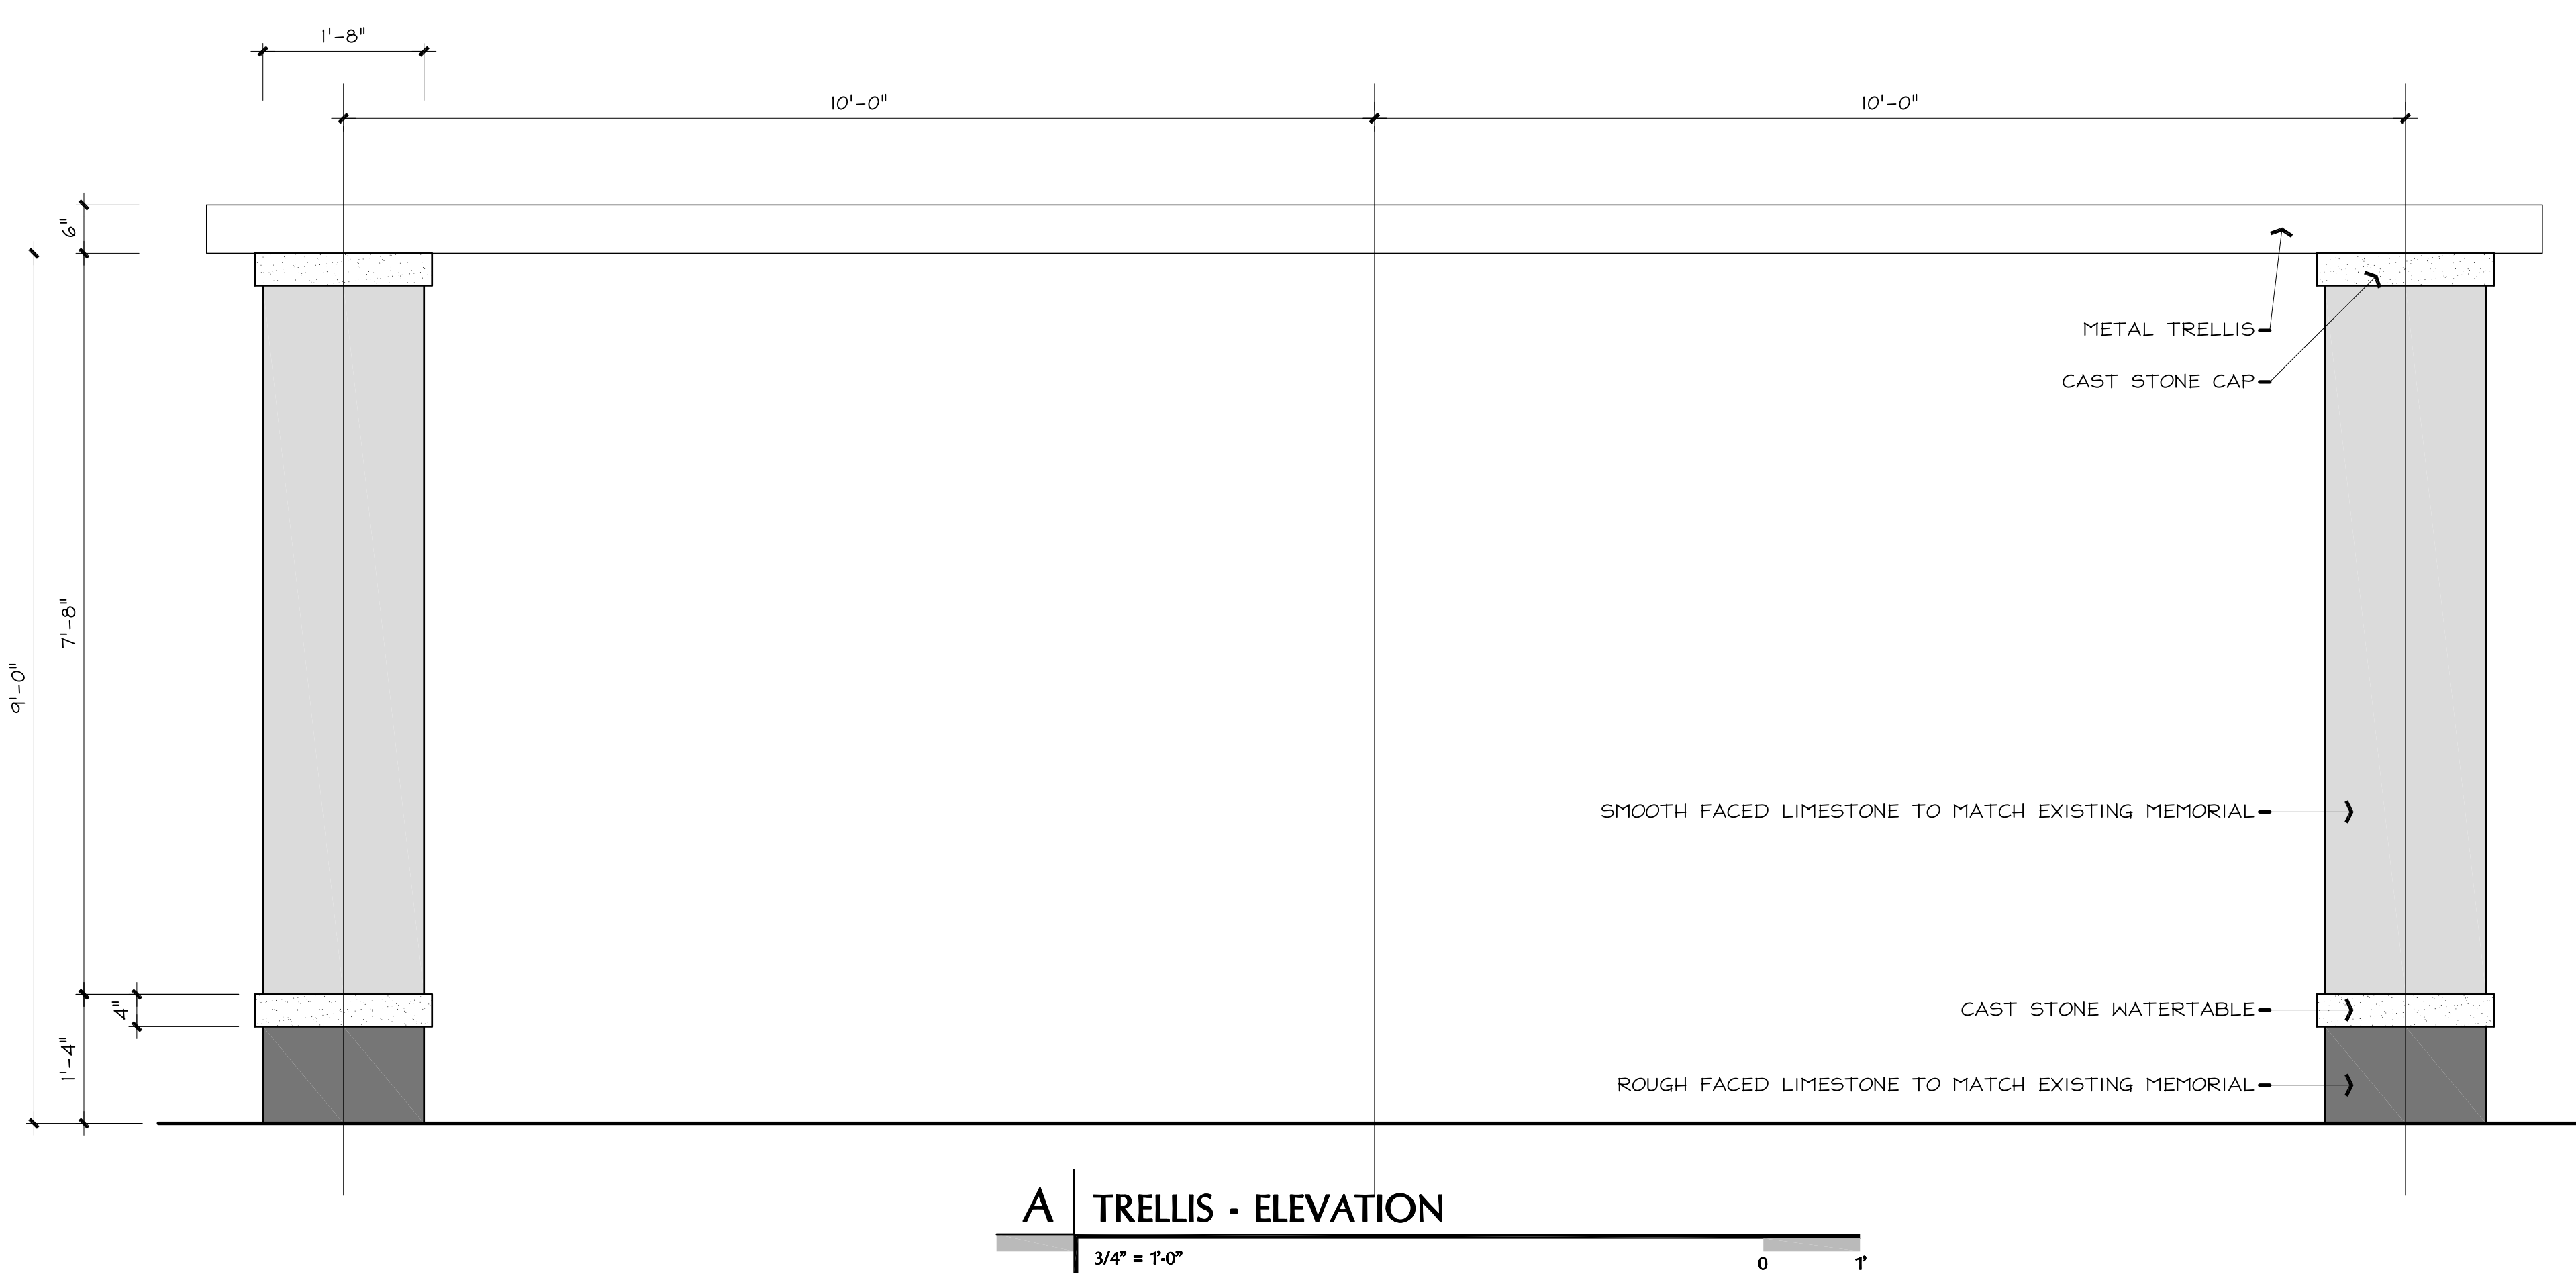 1'-8"
10'-0"
10'-0"
6"
METAL TRELLIS
CAST STONE CAP
7'-8"
9'-0"
SMOOTH FACED LIMESTONE TO MATCH EXISTING MEMORIAL
4"
CAST STONE WATERTABLE
1'-4"
ROUGH FACED LIMESTONE TO MATCH EXISTING MEMORIAL
A TRELLIS - ELEVATION
3/4" = 1'-0"
0 1'